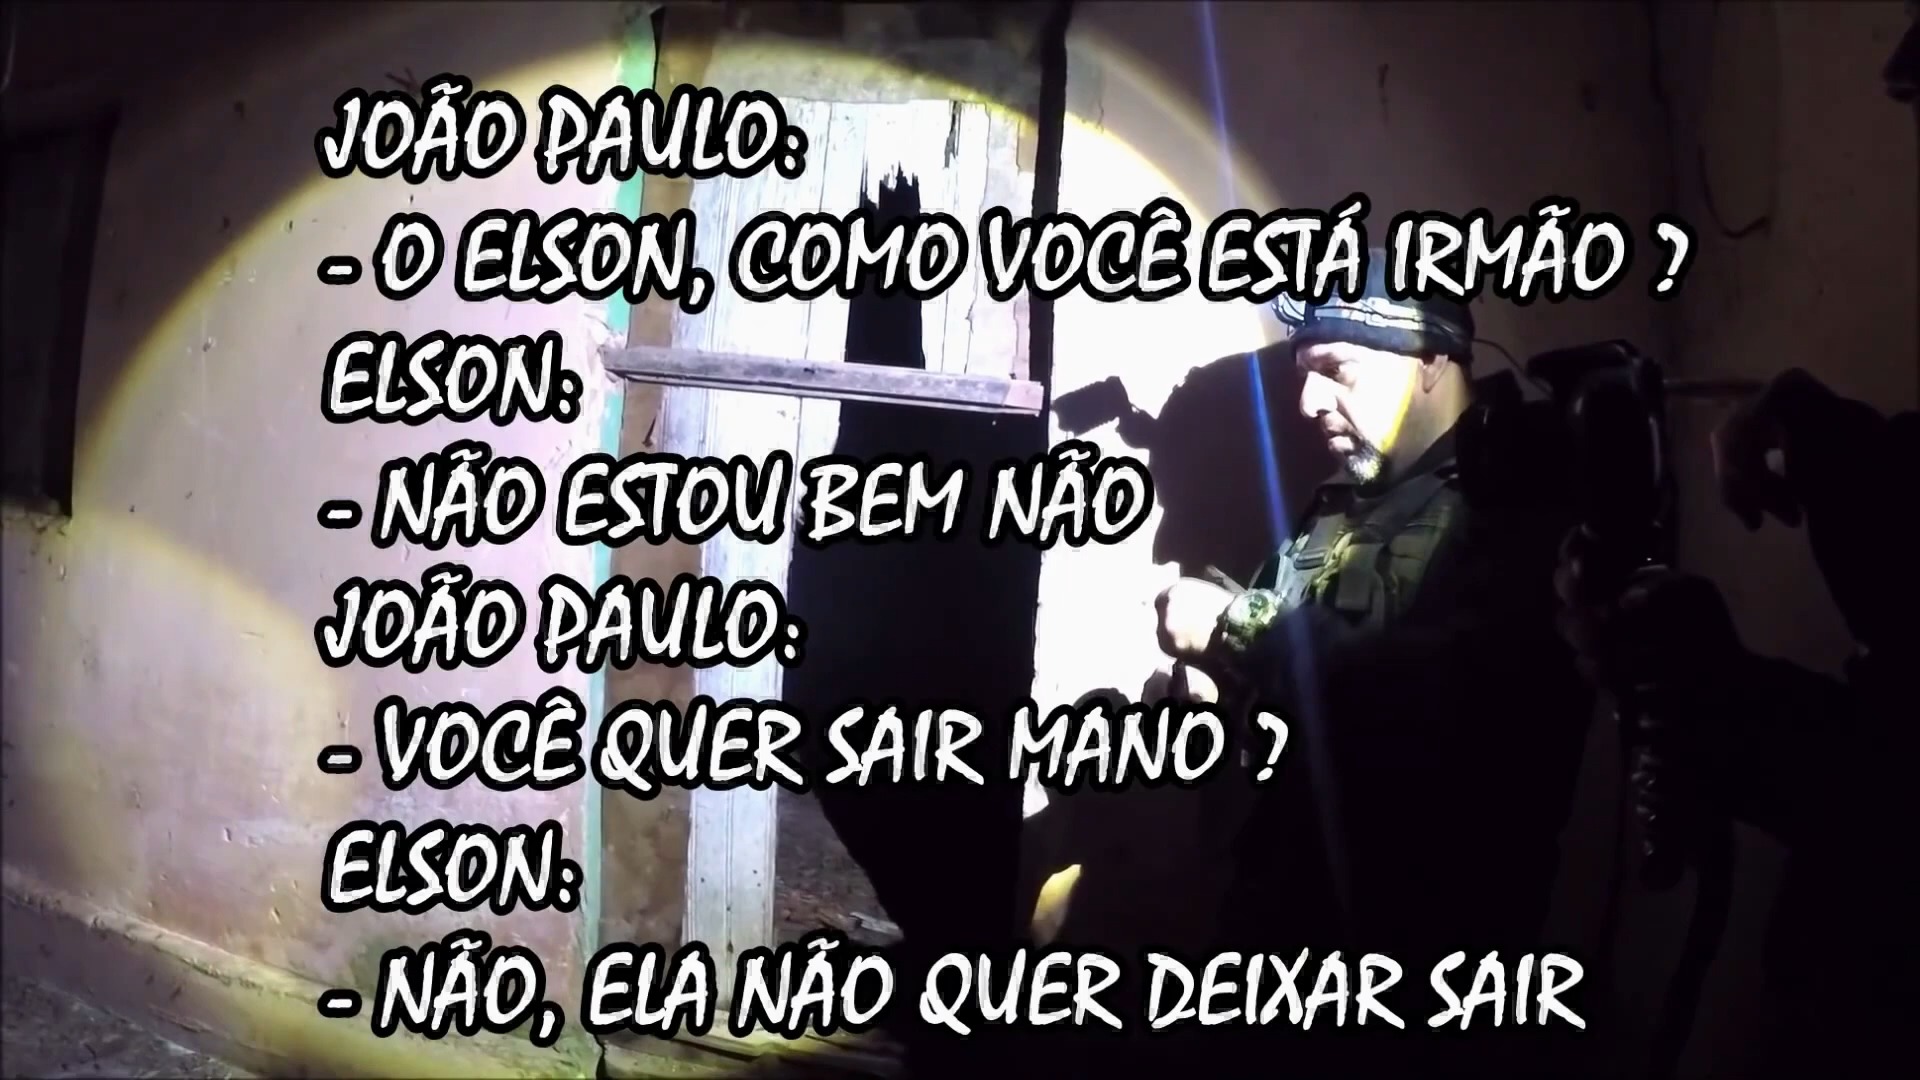 JOÃO PAULO:
- O ELSON, COMO VOCÊ ESTÁ IRMÃO ?
ELSON:
- NÃO ESTOU BEM NÃO
JOÃO PAULO:
- VOCÊ QUER SAIR MANO ?
ELSON:
- NÃO, ELA NÃO QUER DEIXAR SAIR